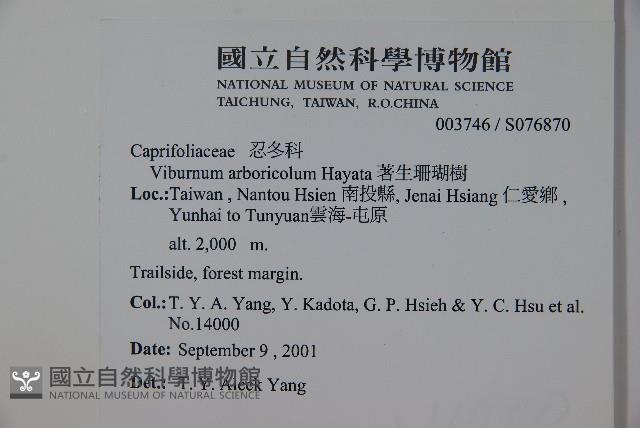 國立自然科學博物館
NATIONAL MUSEUM OF NATURAL SCIENCE
TAICHUNG, TAIWAN, R.O.CHINA
003746 / S076870
Caprifoliaceae 忍冬科
Viburnum arboricolum Hayata 著生珊瑚樹
Loc.:Taiwan , Nantou Hsien 南投縣, Jenai Hsiang 仁愛鄉 ,
Yunhai to Tunyuan雲海-屯原
alt. 2,000 m.
Trailside, forest margin.
Col.:T. Y. A. Yang, Y. Kadota, G. P. Hsieh & Y. C. Hsu et al.
No.14000
Date: September 9 , 2001
Det.: T. Y. Aleck Yang
國立自然科學博物館
NATIONAL MUSEUM OF NATURAL SCIENCE